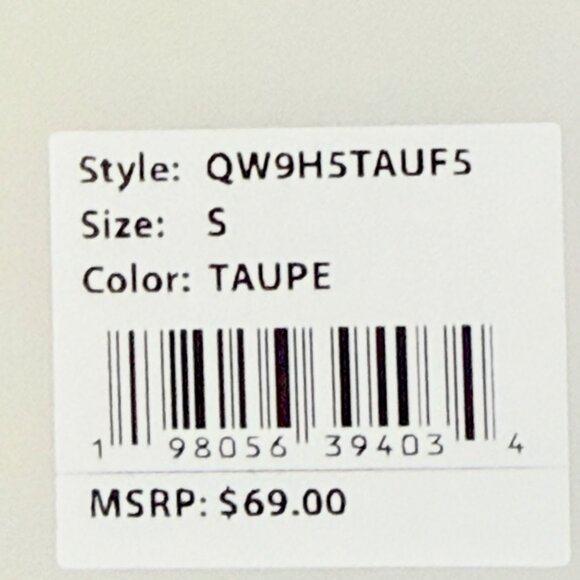 Style: QW9H5TAUF5
Size: S
Color: TAUPE
1 98056 39403 4
MSRP: $69.00